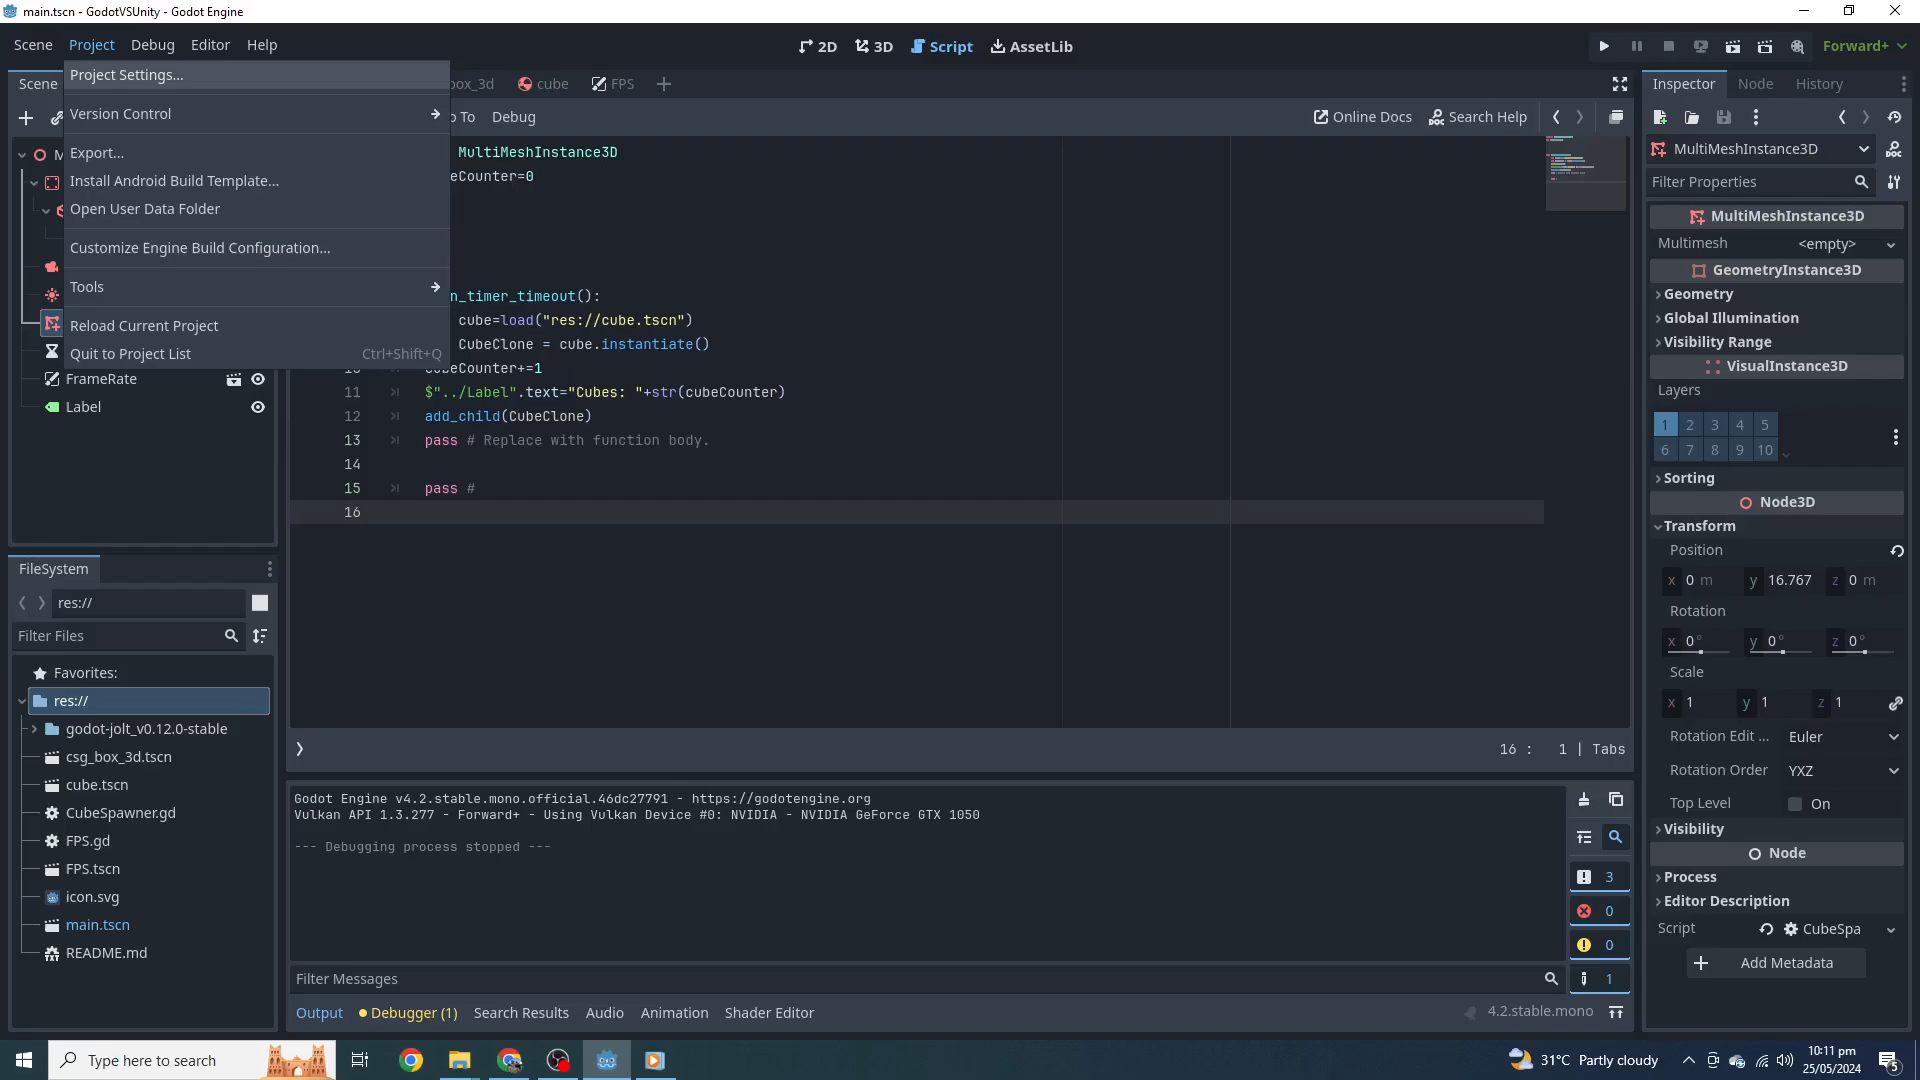 main.tscn - GodotVSUnity - Godot Engine
Scene Project Debug Editor Help
2D 3D Script AssetLib
Forward+
Project Settings...
Version Control
Export...
Install Android Build Template...
Open User Data Folder
Customize Engine Build Configuration...
Tools
Reload Current Project
Quit to Project List Ctrl+Shift+Q
Scene
FrameRate
Label
box_3d cube FPS
To Debug
Online Docs Search Help
MultiMeshInstance3D
eCounter=0
n_timer_timeout():
cube=load("res://cube.tscn")
CubeClone = cube.instantiate()
cubeCounter+=1
11 $"../Label".text="Cubes: "+str(cubeCounter)
12 add_child(CubeClone)
13 pass # Replace with function body.
14
15 pass #
16
16 : 1 | Tabs
FileSystem
res://
Filter Files
Favorites:
res://
godot-jolt_v0.12.0-stable
csg_box_3d.tscn
cube.tscn
CubeSpawner.gd
FPS.gd
FPS.tscn
icon.svg
main.tscn
README.md
Godot Engine v4.2.stable.mono.official.46dc27791 - https://godotengine.org
Vulkan API 1.3.277 - Forward+ - Using Vulkan Device #0: NVIDIA - NVIDIA GeForce GTX 1050
--- Debugging process stopped ---
3
0
0
1
Filter Messages
Output Debugger (1) Search Results Audio Animation Shader Editor
4.2.stable.mono
Inspector Node History
MultiMeshInstance3D
Filter Properties
MultiMeshInstance3D
Multimesh <empty>
GeometryInstance3D
Geometry
Global Illumination
Visibility Range
VisualInstance3D
Layers
1 2 3 4 5
6 7 8 9 10
Sorting
Node3D
Transform
Position
x 0 m y 16.767 z 0 m
Rotation
x 0° y 0° z 0°
Scale
x 1 y 1 z 1
Rotation Edit ... Euler
Rotation Order YXZ
Top Level On
Visibility
Node
Process
Editor Description
Script CubeSpa
Add Metadata
Type here to search
31°C Partly cloudy
10:11 pm
25/05/2024
5